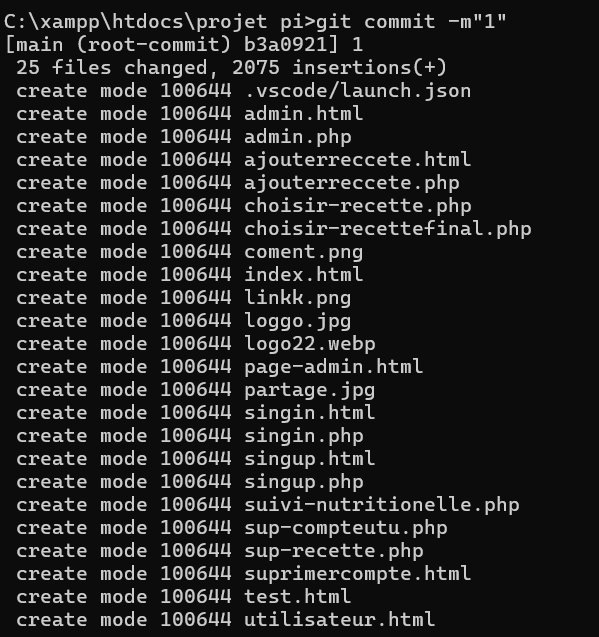 C:\xampp\htdocs\projet pi>git commit -m"1"
[main (root-commit) b3a0921] 1
 25 files changed, 2075 insertions(+)
 create mode 100644 .vscode/launch.json
 create mode 100644 admin.html
 create mode 100644 admin.php
 create mode 100644 ajouterreccete.html
 create mode 100644 ajouterreccete.php
 create mode 100644 choisir-recette.php
 create mode 100644 choisir-recettefinal.php
 create mode 100644 coment.png
 create mode 100644 index.html
 create mode 100644 linkk.png
 create mode 100644 loggo.jpg
 create mode 100644 logo22.webp
 create mode 100644 page-admin.html
 create mode 100644 partage.jpg
 create mode 100644 singin.html
 create mode 100644 singin.php
 create mode 100644 singup.html
 create mode 100644 singup.php
 create mode 100644 suivi-nutritionelle.php
 create mode 100644 sup-compteutu.php
 create mode 100644 sup-recette.php
 create mode 100644 suprimercompte.html
 create mode 100644 test.html
 create mode 100644 utilisateur.html